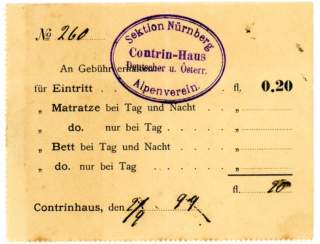 № 260
Sektion Nürnberg
Contrin-Haus
Deutscher u. Österr.
Alpenverein.
An Gebühr erhalten
für Eintritt . . . . . fl. 0,20
„ Matratze bei Tag und Nacht . „
„ do. nur bei Tag . . . . „
„ Bett bei Tag und Nacht . . . „
„ do. nur bei Tag . . . . . „
fl. 20
Contrinhaus, den 27/9 99